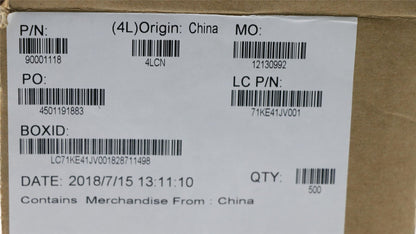 P/N: (4L)Origin: China MO:
90001118 4LCN 12130992
PO: LC P/N:
4501191883 71KE41JV001
BOXID:
LC71KE41JV001828711498
DATE: 2018/7/15 13:11:10 QTY:
500
Contains Merchandise From : China